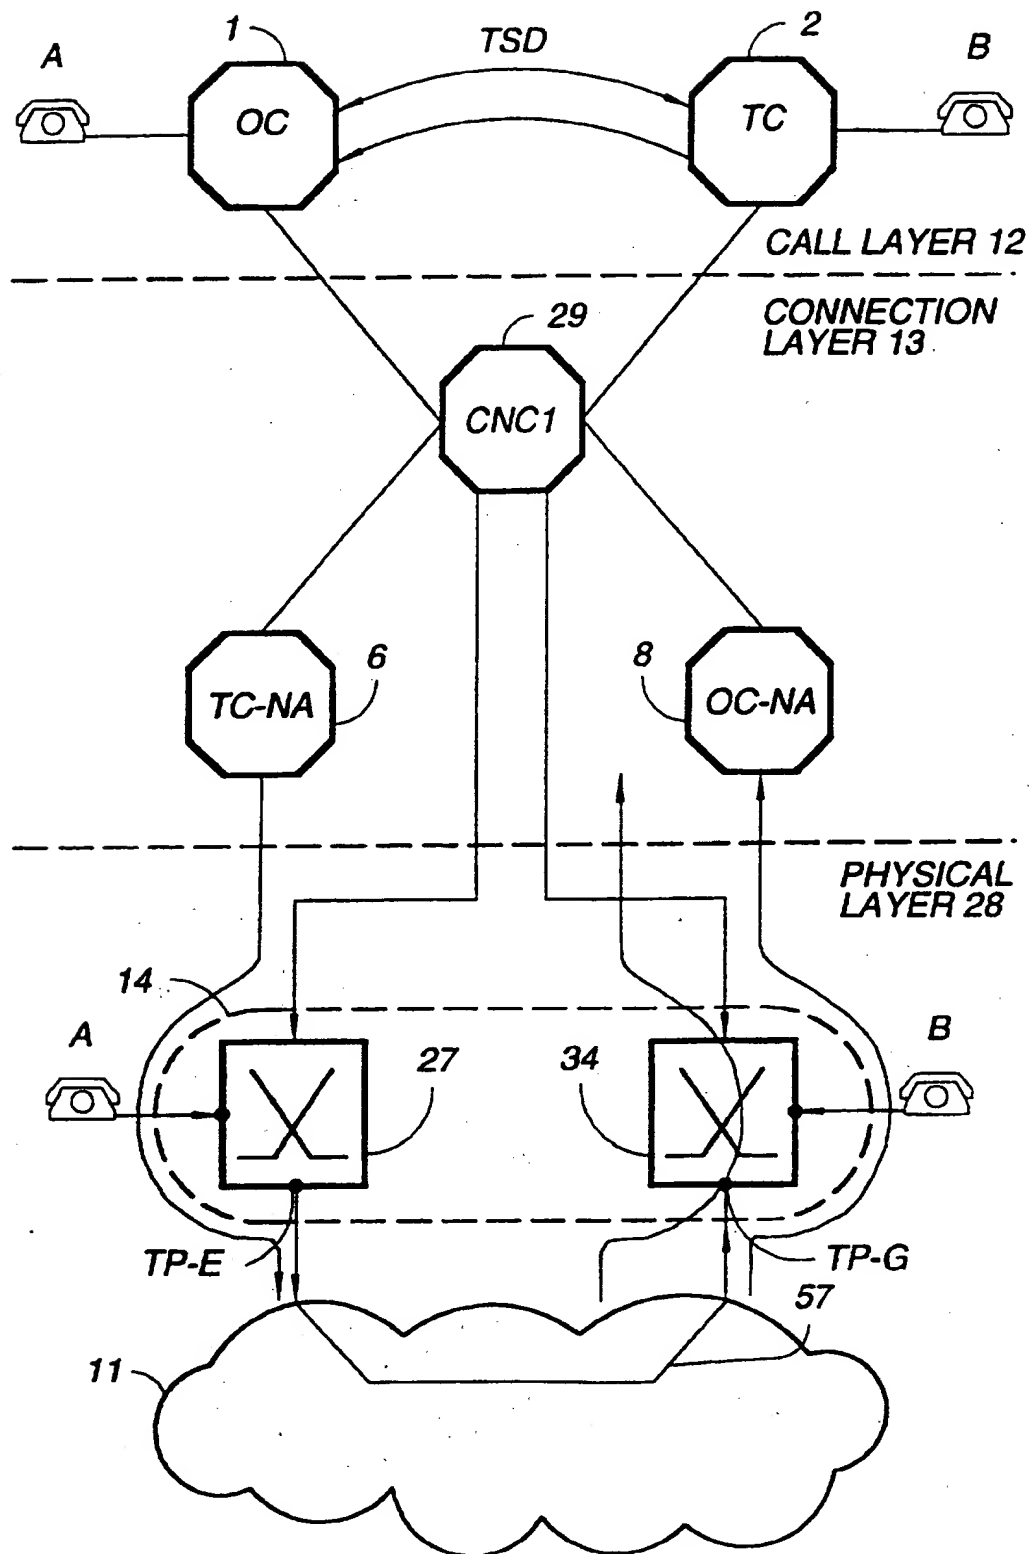 1
TSD
2
A
B
OC
TC
CALL LAYER 12
CONNECTION
LAYER 13
29
CNC1
6
8
TC-NA
OC-NA
PHYSICAL
LAYER 28
14
A
B
27
34
TP-E
TP-G
57
11